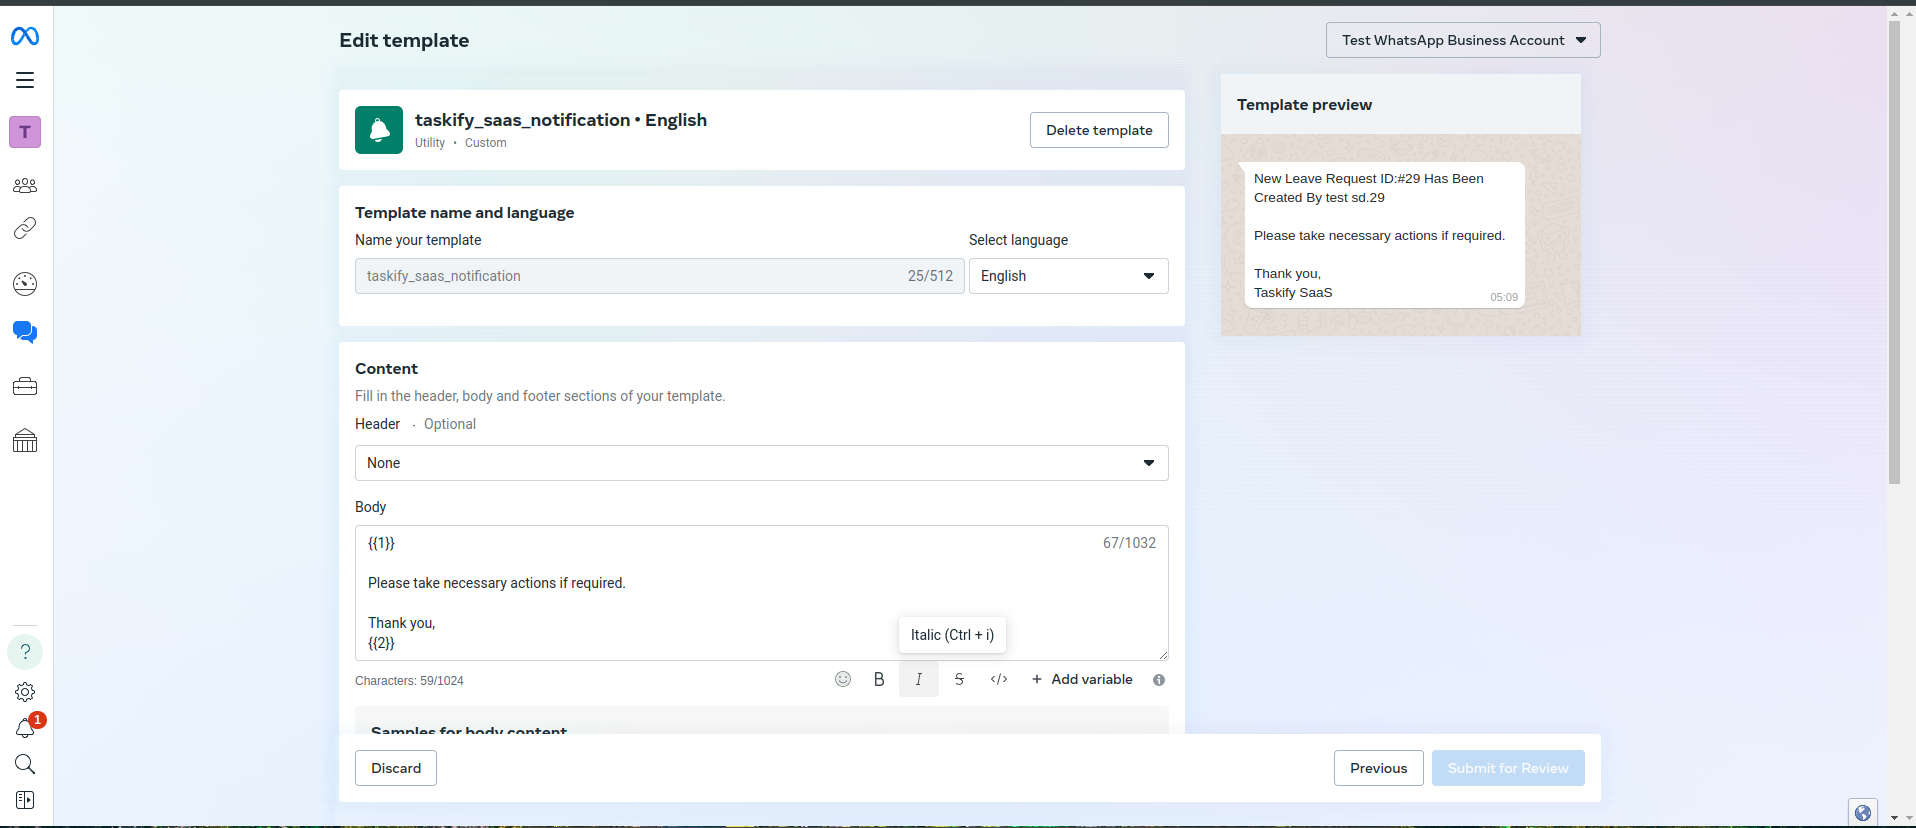 Edit template
Test WhatsApp Business Account
T
taskify_saas_notification • English
Utility • Custom
Delete template
Template name and language
Name your template
Select language
taskify_saas_notification
25/512
English
Content
Fill in the header, body and footer sections of your template.
Header · Optional
None
Body
{{1}}
67/1032
Please take necessary actions if required.
Thank you,
{{2}}
Italic (Ctrl + i)
Characters: 59/1024
B
I
S
</>
+ Add variable
Samples for body content
Discard
Previous
Submit for Review
Template preview
New Leave Request ID:#29 Has Been
Created By test sd.29
Please take necessary actions if required.
Thank you,
Taskify SaaS
05:09
?
1